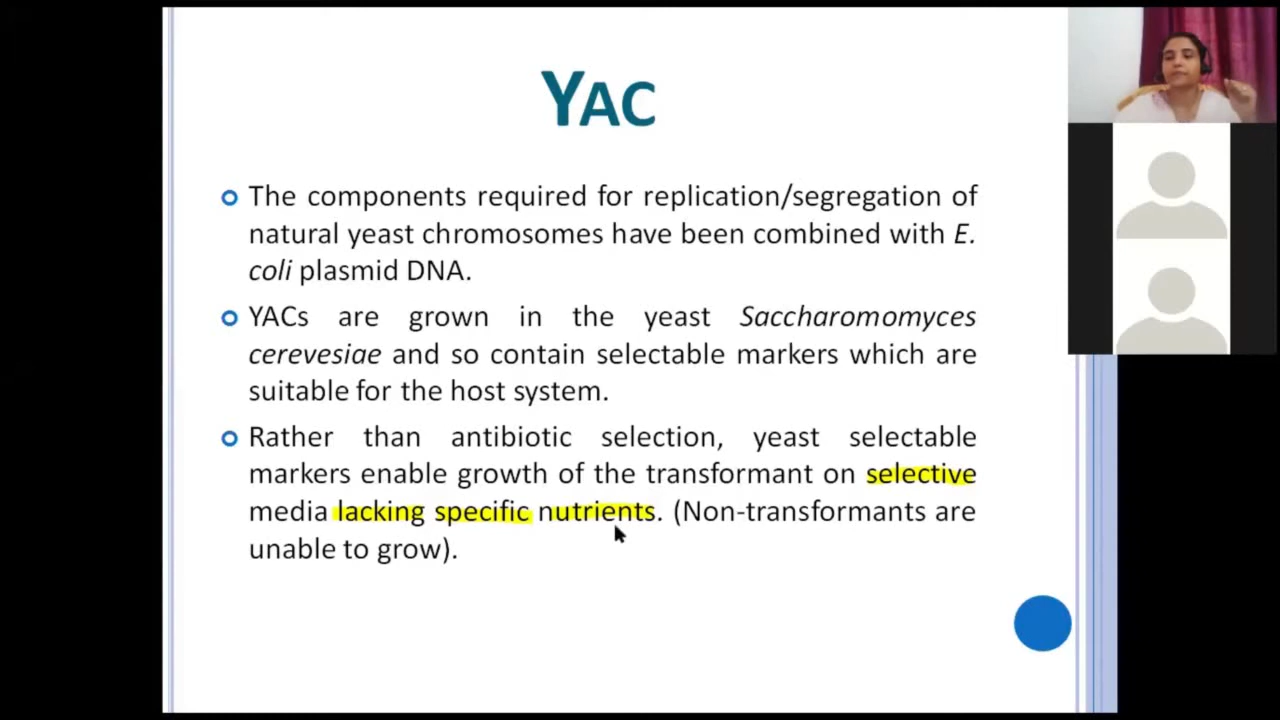 YAC
The components required for replication/segregation of
natural yeast chromosomes have been combined with E.
coli plasmid DNA.
YACs are grown in the yeast Saccharomomyces
cerevesiae and so contain selectable markers which are
suitable for the host system.
Rather than antibiotic selection, yeast selectable
markers enable growth of the transformant on selective
media lacking specific nutrients. (Non-transformants are
unable to grow).